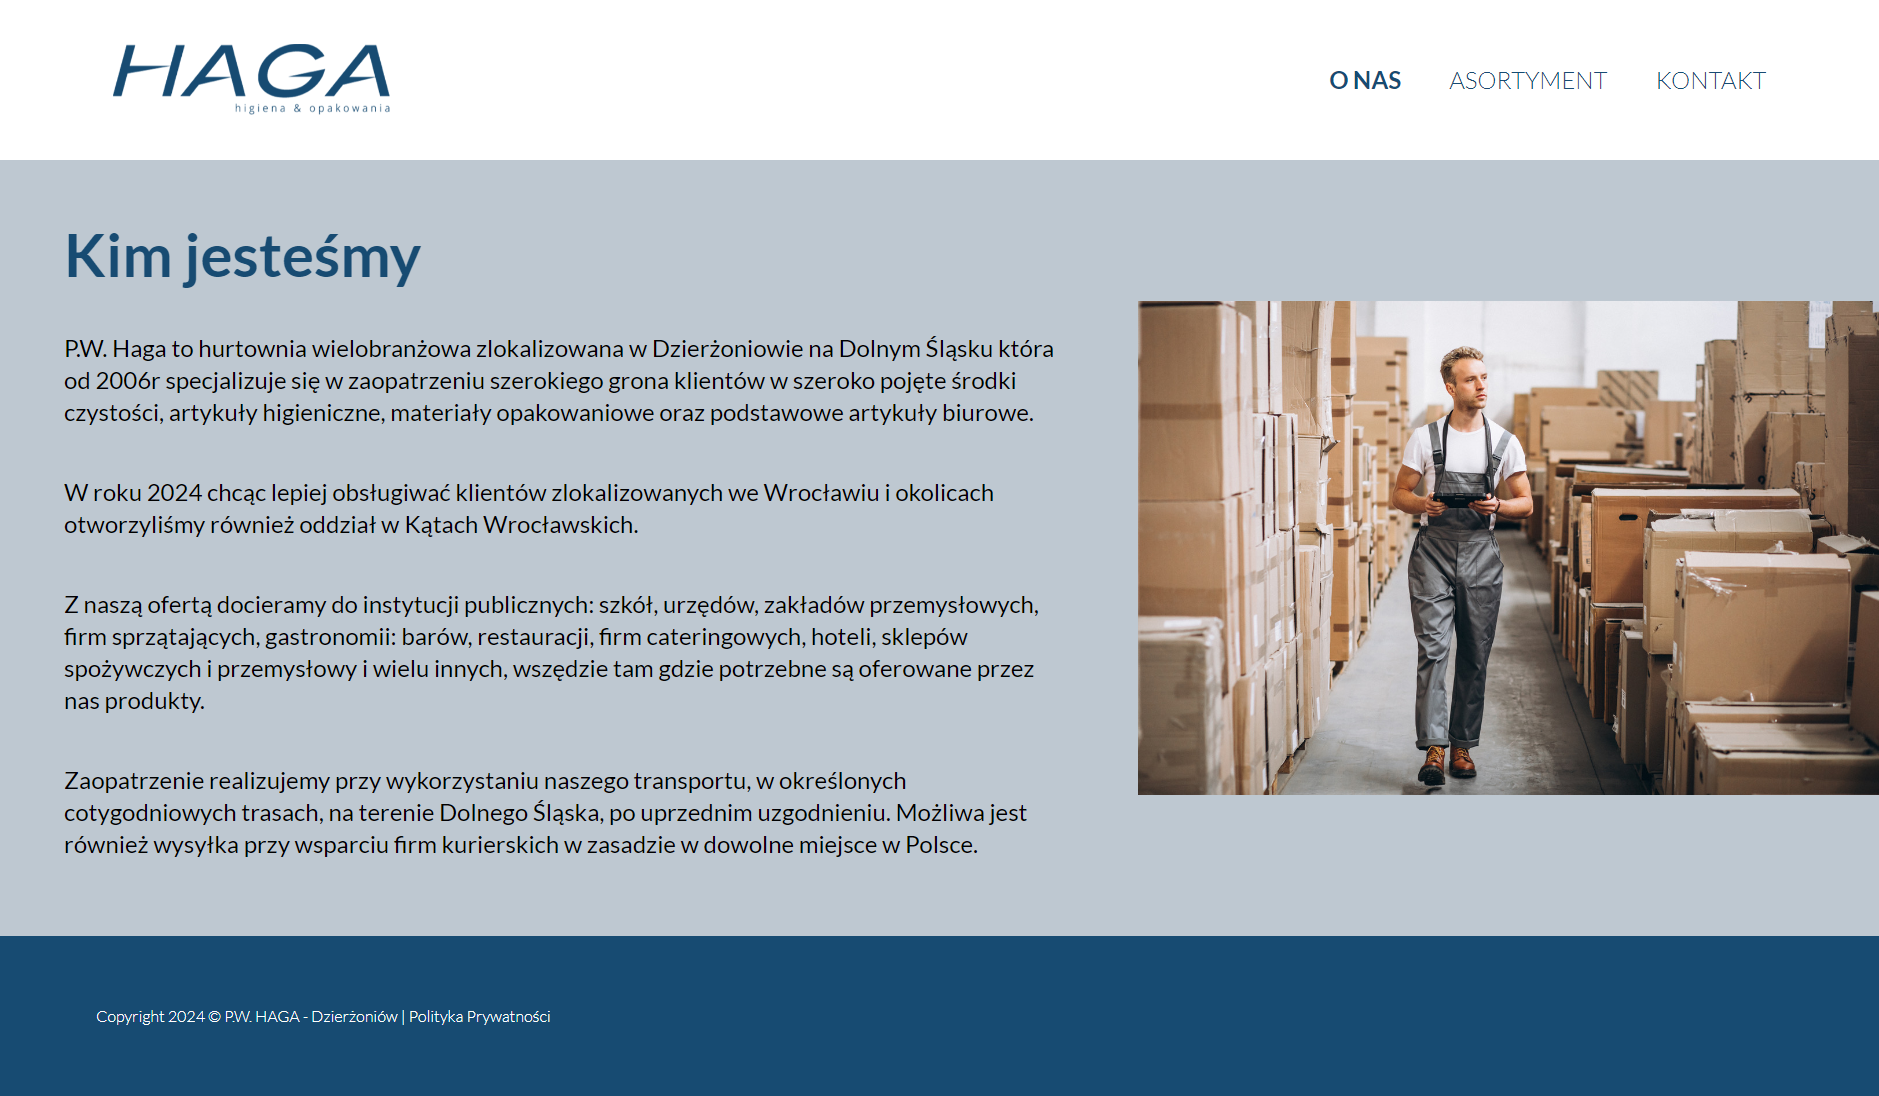 HAGA
higiena & opakowania
O NAS
ASORTYMENT
KONTAKT
Kim jesteśmy
P.W. Haga to hurtownia wielobranżowa zlokalizowana w Dzierżoniowie na Dolnym Śląsku która
od 2006r specjalizuje się w zaopatrzeniu szerokiego grona klientów w szeroko pojęte środki
czystości, artykuły higieniczne, materiały opakowaniowe oraz podstawowe artykuły biurowe.
W roku 2024 chcąc lepiej obsługiwać klientów zlokalizowanych we Wrocławiu i okolicach
otworzyliśmy również oddział w Kątach Wrocławskich.
Z naszą ofertą docieramy do instytucji publicznych: szkół, urzędów, zakładów przemysłowych,
firm sprzątających, gastronomii: barów, restauracji, firm cateringowych, hoteli, sklepów
spożywczych i przemysłowy i wielu innych, wszędzie tam gdzie potrzebne są oferowane przez
nas produkty.
Zaopatrzenie realizujemy przy wykorzystaniu naszego transportu, w określonych
cotygodniowych trasach, na terenie Dolnego Śląska, po uprzednim uzgodnieniu. Możliwa jest
również wysyłka przy wsparciu firm kurierskich w zasadzie w dowolne miejsce w Polsce.
Copyright 2024 © P.W. HAGA - Dzierżoniów | Polityka Prywatności